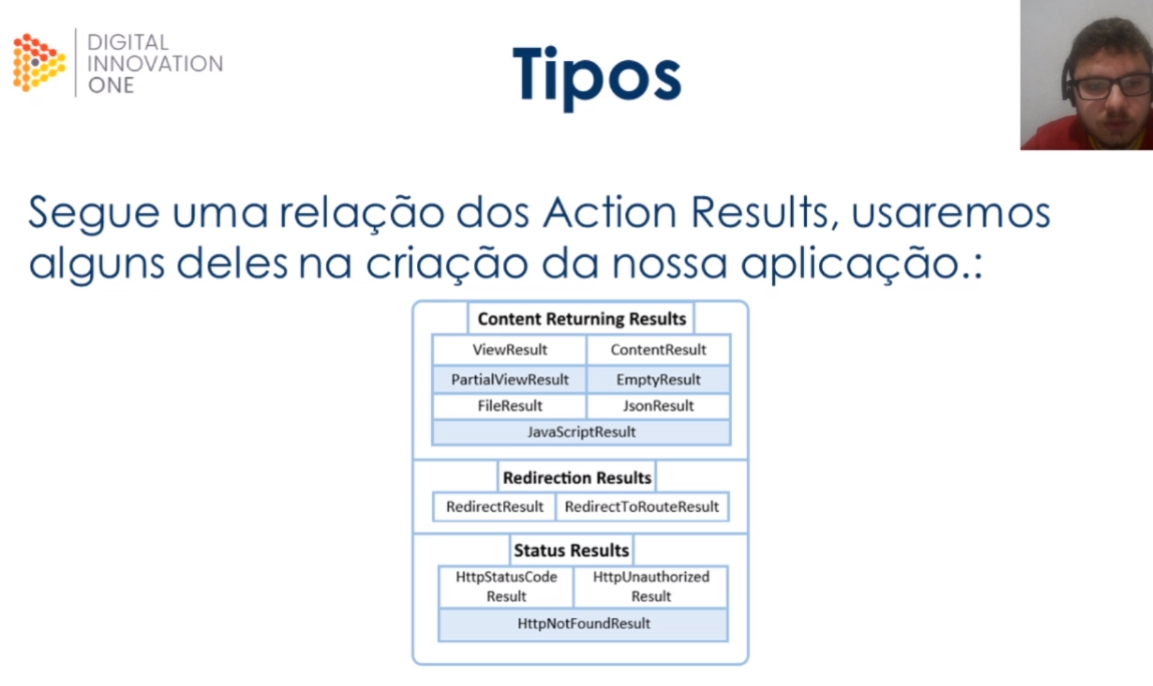 DIGITAL
INNOVATION
ONE
Tipos
Segue uma relação dos Action Results, usaremos
alguns deles na criação da nossa aplicação.:
Content Returning Results
ViewResult ContentResult
PartialViewResult EmptyResult
FileResult JsonResult
JavaScriptResult
Redirection Results
RedirectResult RedirectToRouteResult
Status Results
HttpStatusCode HttpUnauthorized
Result Result
HttpNotFoundResult